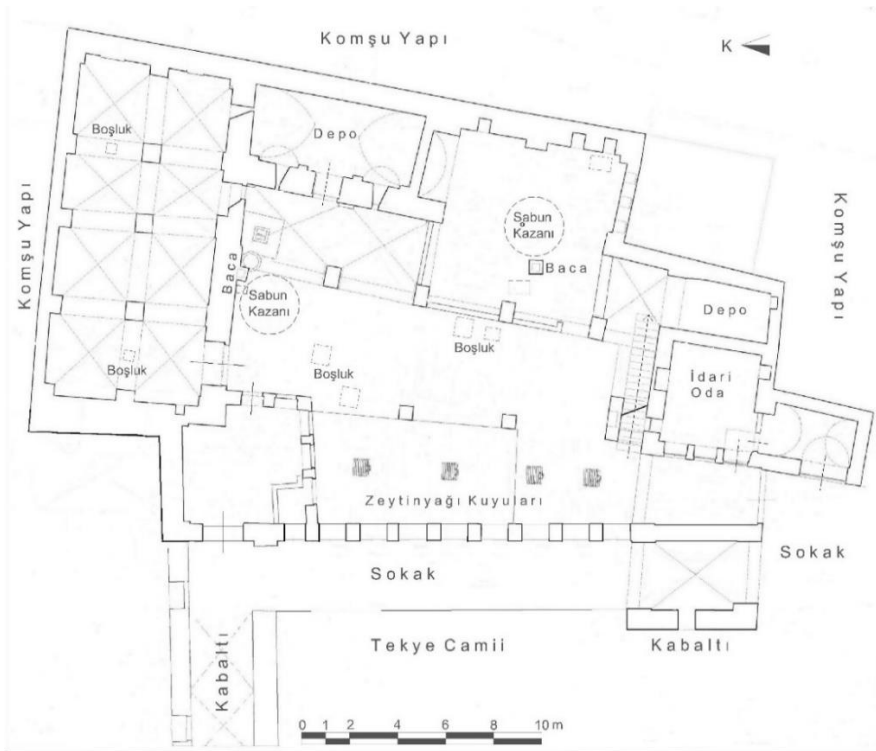 Komşu Yapı
K
Boşluk
Depo
Komşu Yapı
Sabun
Kazanı
Komşu Yapı
Baca
Baca
Sabun
Kazanı
Depo
Boşluk
Boşluk
Boşluk
İdari
Oda
Zeytinyağı Kuyuları
Sokak
Sokak
Tekye Camii
Kabaltı
Kabaltı
0 1 2 4 6 8 10 m